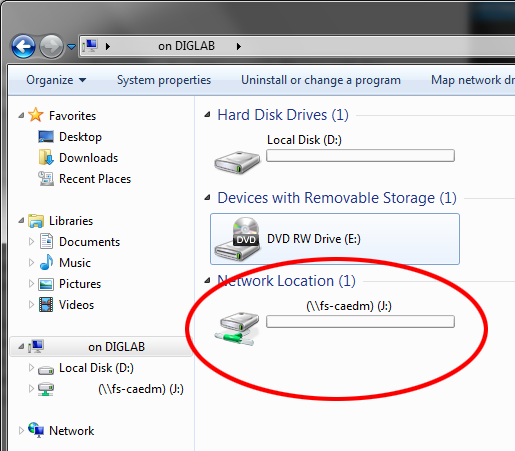 on DIGLAB
Organize
System properties
Uninstall or change a program
Map network dr
Favorites
Desktop
Downloads
Recent Places
Libraries
Documents
Music
Pictures
Videos
on DIGLAB
Local Disk (D:)
(\\fs-caedm) (J:)
Network
Hard Disk Drives (1)
Local Disk (D:)
Devices with Removable Storage (1)
DVD
DVD RW Drive (E:)
Network Location (1)
(\\fs-caedm) (J:)